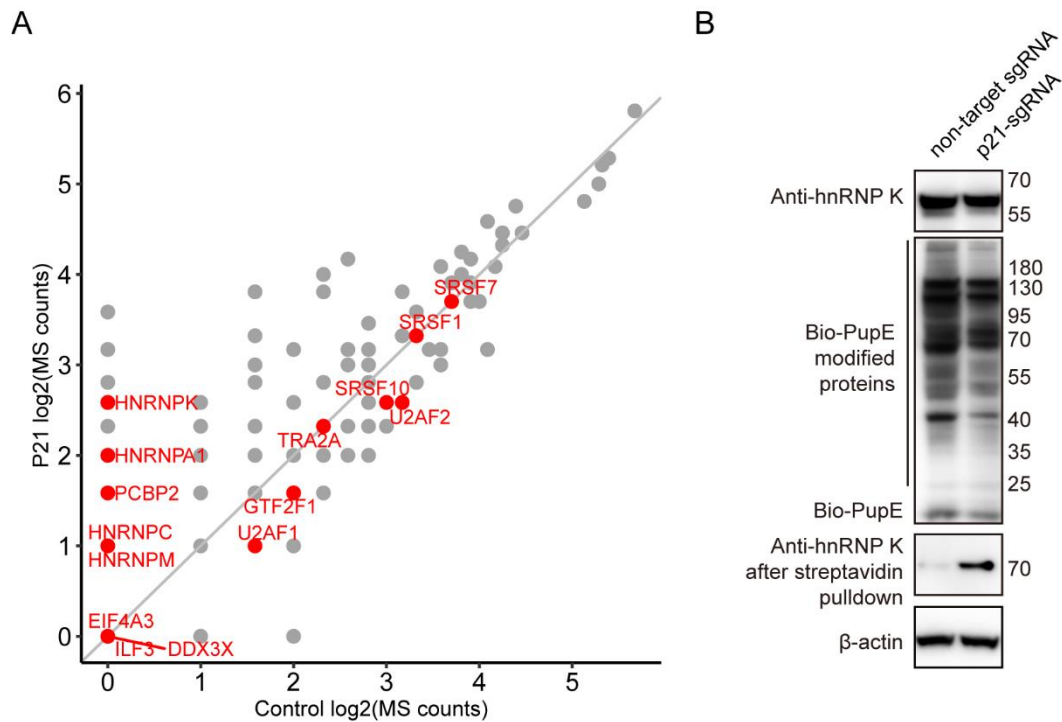 A
P21 log2(MS counts)
6
5
4
3
2
1
0
SRSF7
SRSF1
SRSF10
HNRNPK
U2AF2
TRA2A
HNRNPA1
PCBP2
GTF2F1
HNRNPC
U2AF1
HNRNPM
EIF4A3
ILF3
DDX3X
0 1 2 3 4 5
Control log2(MS counts)
B
non-target sgRNA
p21-sgRNA
Anti-hnRNP K
70
55
Bio-PupE
modified
proteins
180
130
95
70
55
40
35
25
Bio-PupE
Anti-hnRNP K
after streptavidin
pulldown
70
β-actin